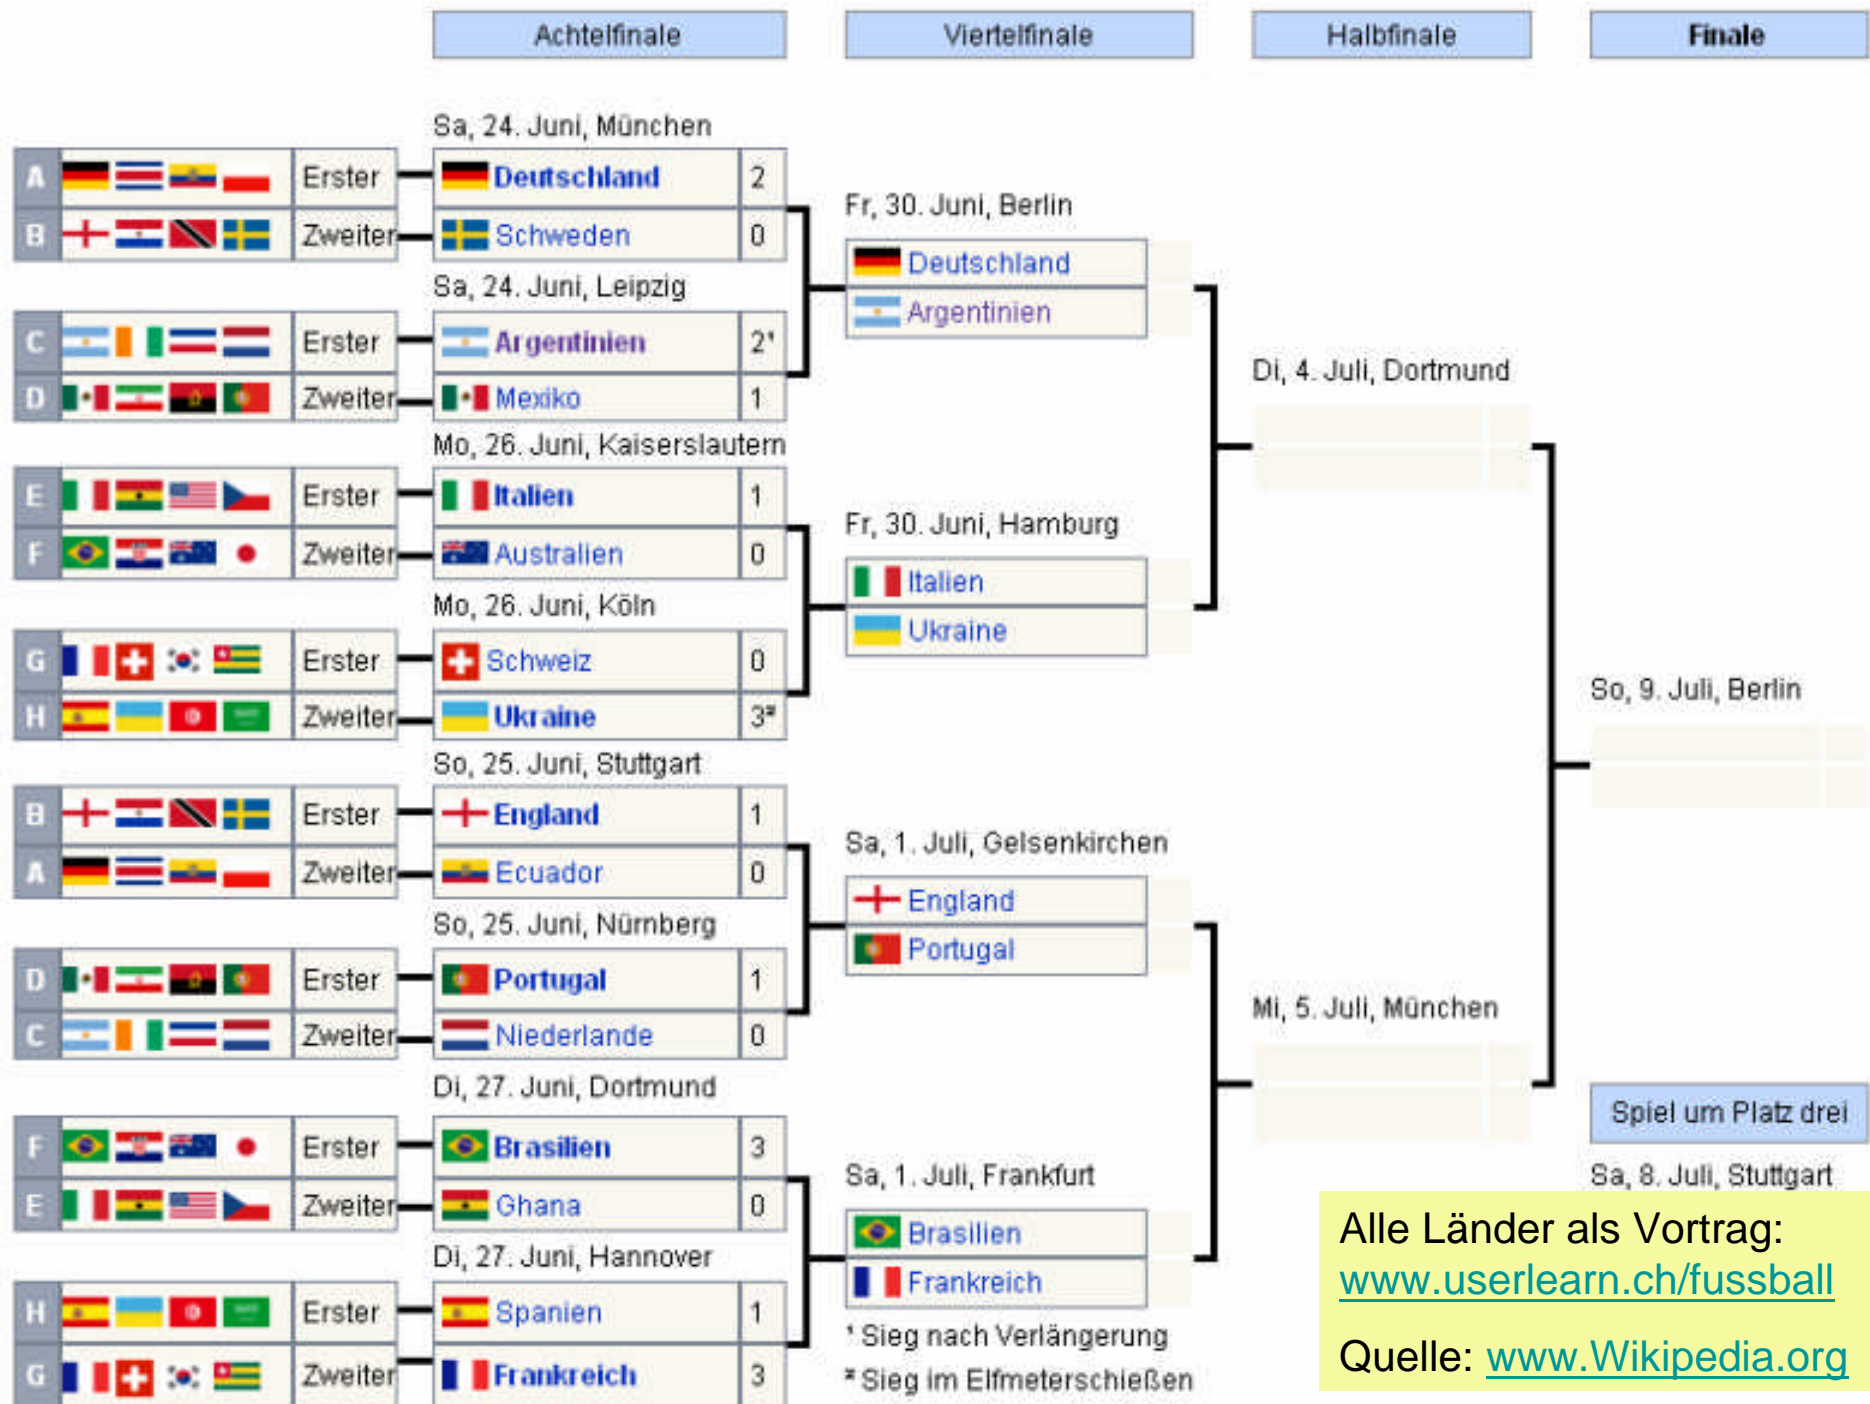 Achtelfinale Viertelfinale Halbfinale Finale
Sa, 24. Juni, München
A Erster Deutschland 2
B Zweiter Schweden 0
Fr, 30. Juni, Berlin
Deutschland
Argentinien
Sa, 24. Juni, Leipzig
C Erster Argentinien 2¹
D Zweiter Mexiko 1
Di, 4. Juli, Dortmund
Mo, 26. Juni, Kaiserslautern
E Erster Italien 1
F Zweiter Australien 0
Fr, 30. Juni, Hamburg
Italien
Ukraine
Mo, 26. Juni, Köln
G Erster Schweiz 0
H Zweiter Ukraine 3²
So, 9. Juli, Berlin
So, 25. Juni, Stuttgart
B Erster England 1
A Zweiter Ecuador 0
Sa, 1. Juli, Gelsenkirchen
England
Portugal
So, 25. Juni, Nürnberg
D Erster Portugal 1
C Zweiter Niederlande 0
Mi, 5. Juli, München
Di, 27. Juni, Dortmund
F Erster Brasilien 3
E Zweiter Ghana 0
Sa, 1. Juli, Frankfurt
Brasilien
Frankreich
Di, 27. Juni, Hannover
H Erster Spanien 1
G Zweiter Frankreich 3
¹ Sieg nach Verlängerung
² Sieg im Elfmeterschießen
Spiel um Platz drei
Sa, 8. Juli, Stuttgart
Alle Länder als Vortrag:
www.userlearn.ch/fussball
Quelle: www.Wikipedia.org